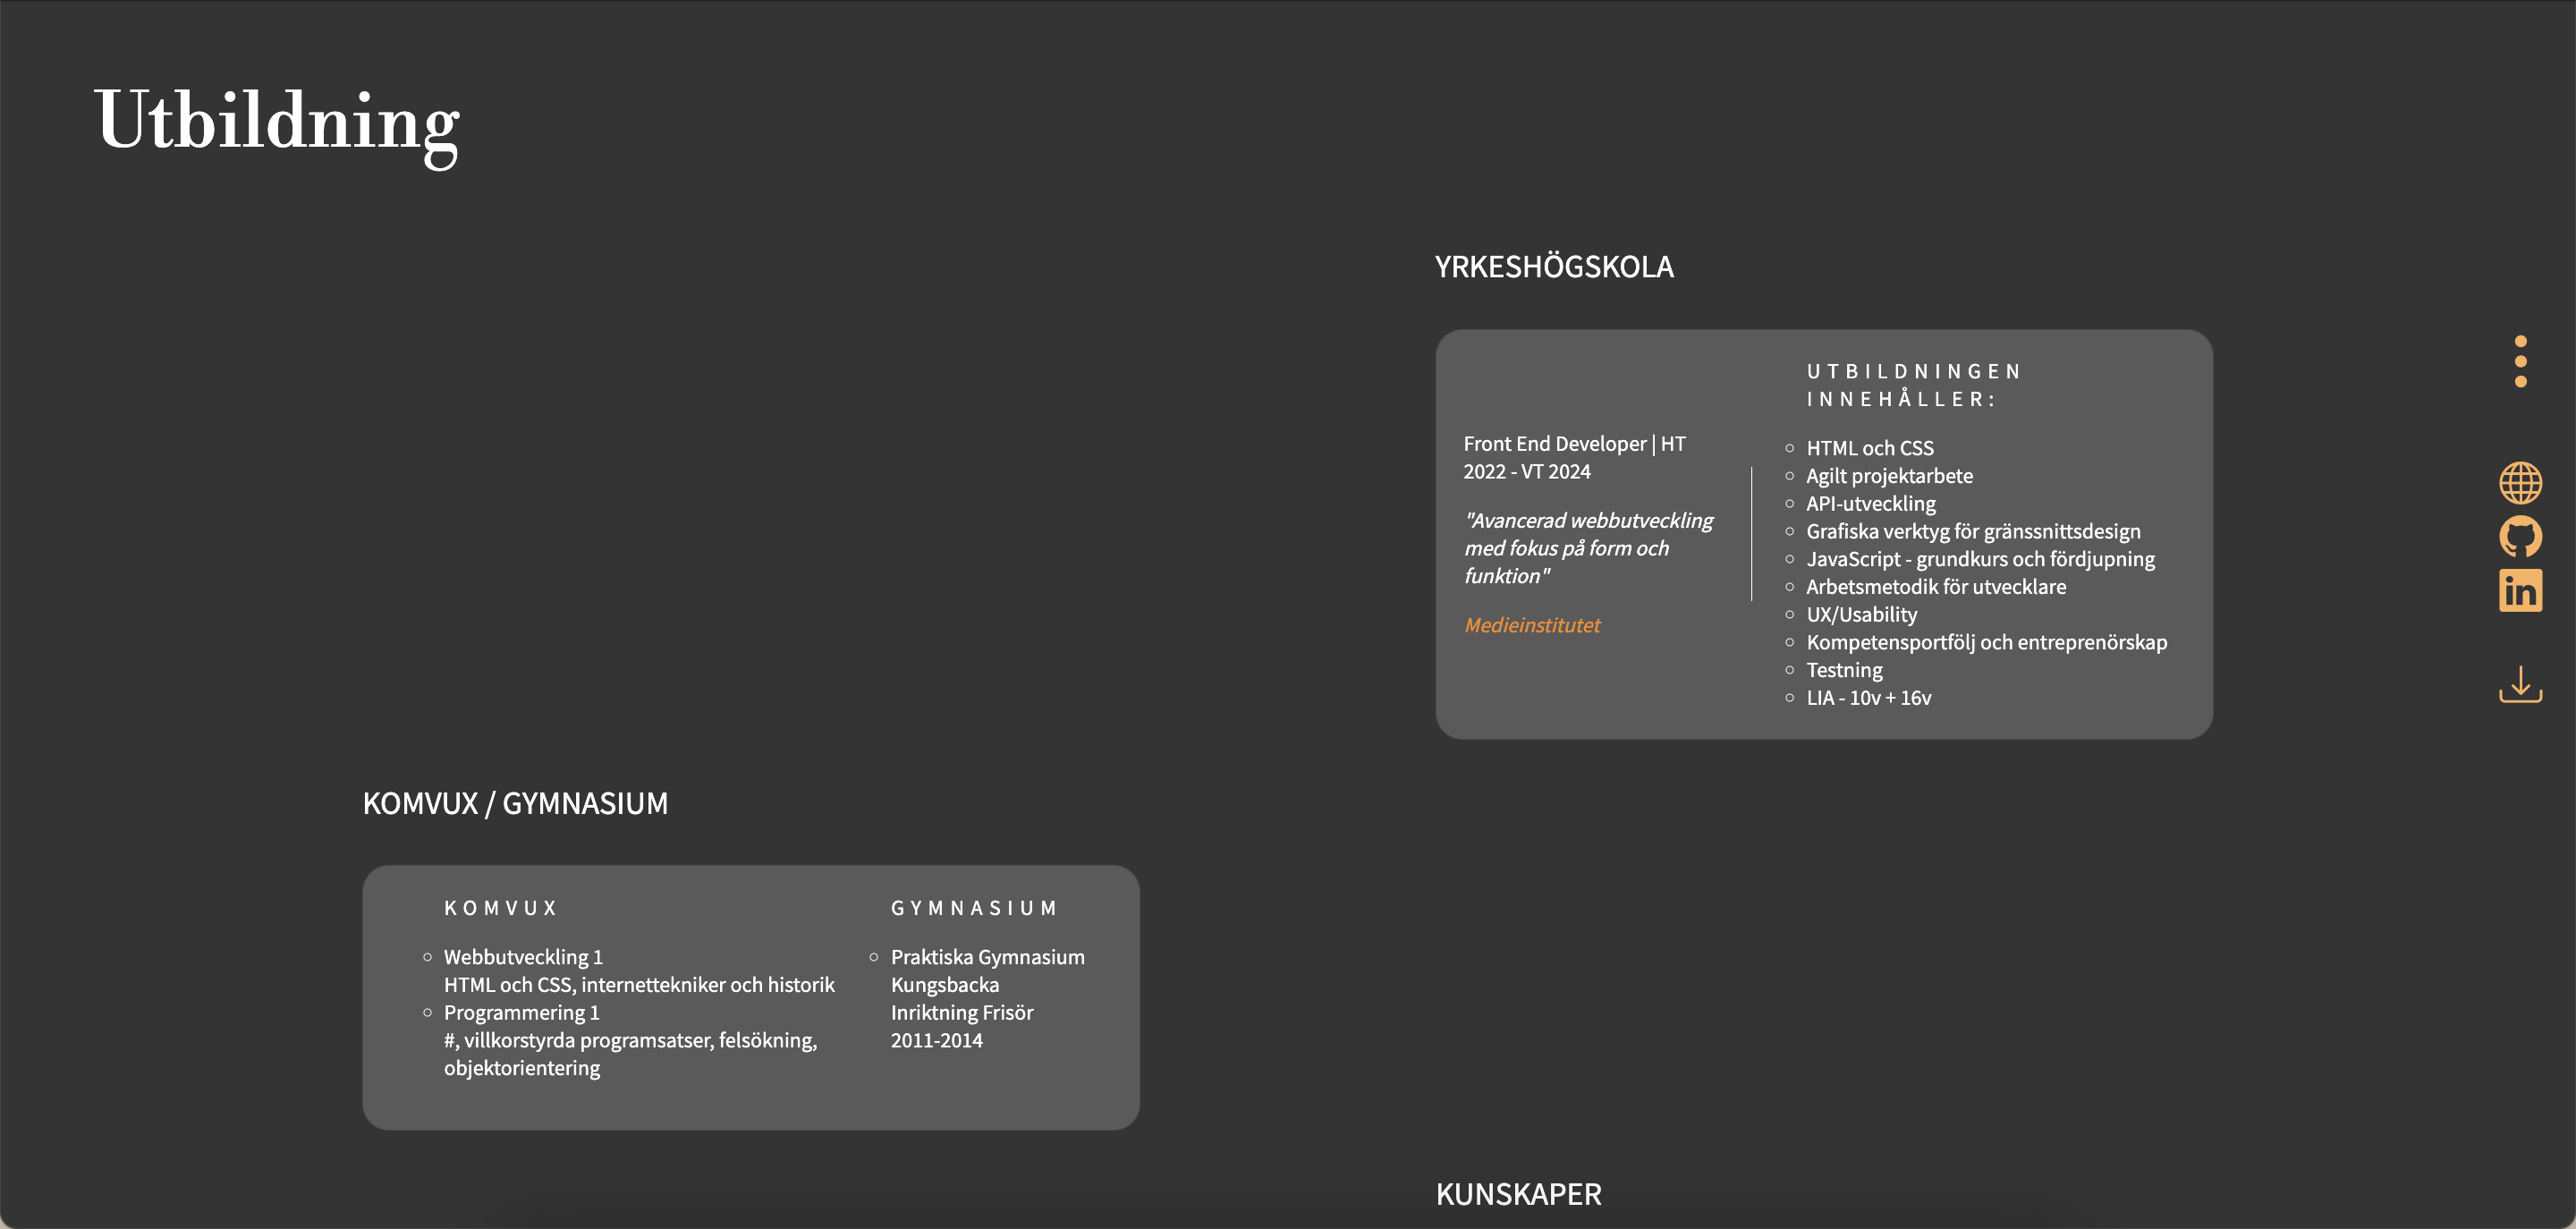 Utbildning
YRKESHÖGSKOLA
Front End Developer | HT
2022 - VT 2024
"Avancerad webbutveckling
med fokus på form och
funktion"
Medieinstitutet
UTBILDNINGEN
INNEHÅLLER:
HTML och CSS
Agilt projektarbete
API-utveckling
Grafiska verktyg för gränssnittsdesign
JavaScript - grundkurs och fördjupning
Arbetsmetodik för utvecklare
UX/Usability
Kompetensportfölj och entreprenörskap
Testning
LIA - 10v + 16v
in
KOMVUX / GYMNASIUM
KOMVUX
Webbutveckling 1
HTML och CSS, internettekniker och historik
Programmering 1
#, villkorstyrda programsatser, felsökning,
objektorientering
GYMNASIUM
Praktiska Gymnasium
Kungsbacka
Inriktning Frisör
2011-2014
KUNSKAPER